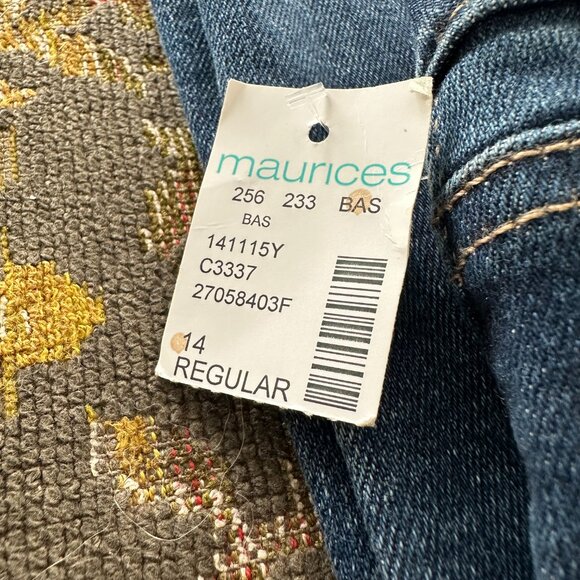 maurices
256 233 BAS
BAS
141115Y
C3337
27058403F
14
REGULAR